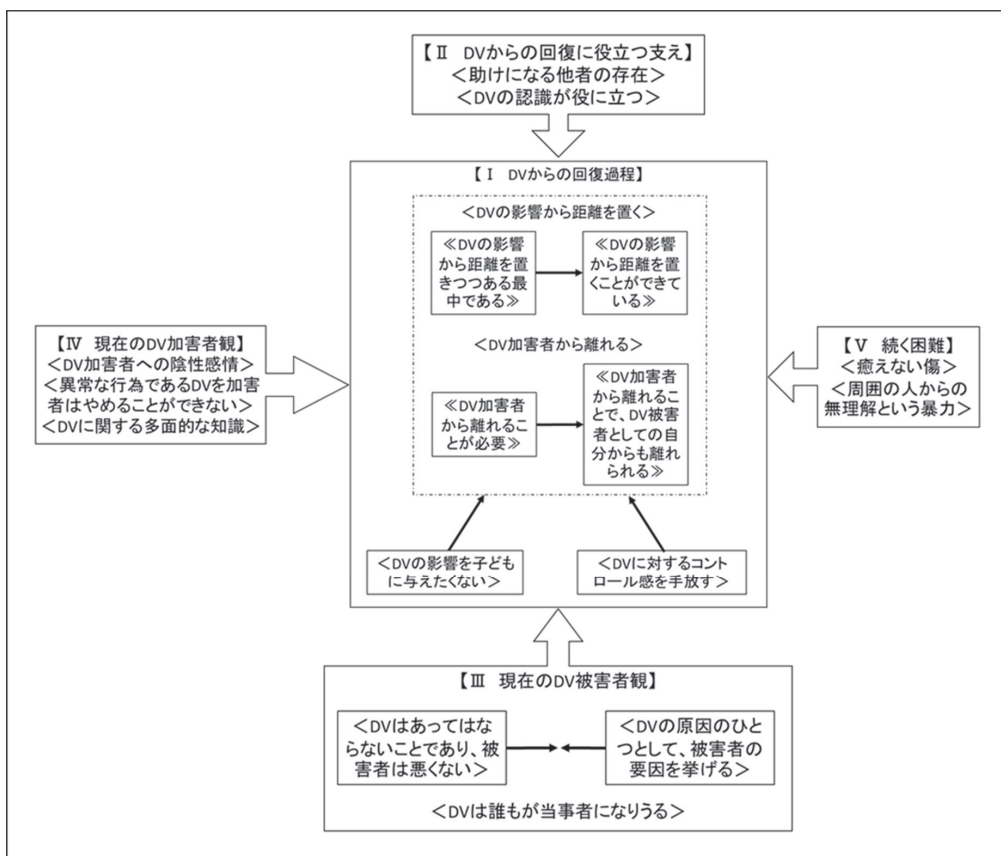 【Ⅱ　DVからの回復に役立つ支え】
＜助けになる他者の存在＞
＜DVの認識が役に立つ＞
【Ⅰ　DVからの回復過程】
＜DVの影響から距離を置く＞
≪DVの影響
から距離を置
きつつある最
中である≫
≪DVの影響
から距離を置
くことができて
いる≫
＜DV加害者から離れる＞
≪DV加害者
から離れるこ
とが必要≫
≪DV加害者
から離れること
で、DV被害
者としての自
分からも離れ
られる≫
＜DVの影響を子ども
に与えたくない＞
＜DVに対するコント
ロール感を手放す＞
【Ⅳ　現在のDV加害者観】
＜DV加害者への陰性感情＞
＜異常な行為であるDVを加害
者はやめることができない＞
＜DVに関する多面的な知識＞
【Ⅴ　続く困難】
＜癒えない傷＞
＜周囲の人からの
無理解という暴力＞
【Ⅲ　現在のDV被害者観】
＜DVはあってはな
らないことであり、被
害者は悪くない＞
＜DVの原因のひと
つとして、被害者の
要因を挙げる＞
＜DVは誰もが当事者になりうる＞